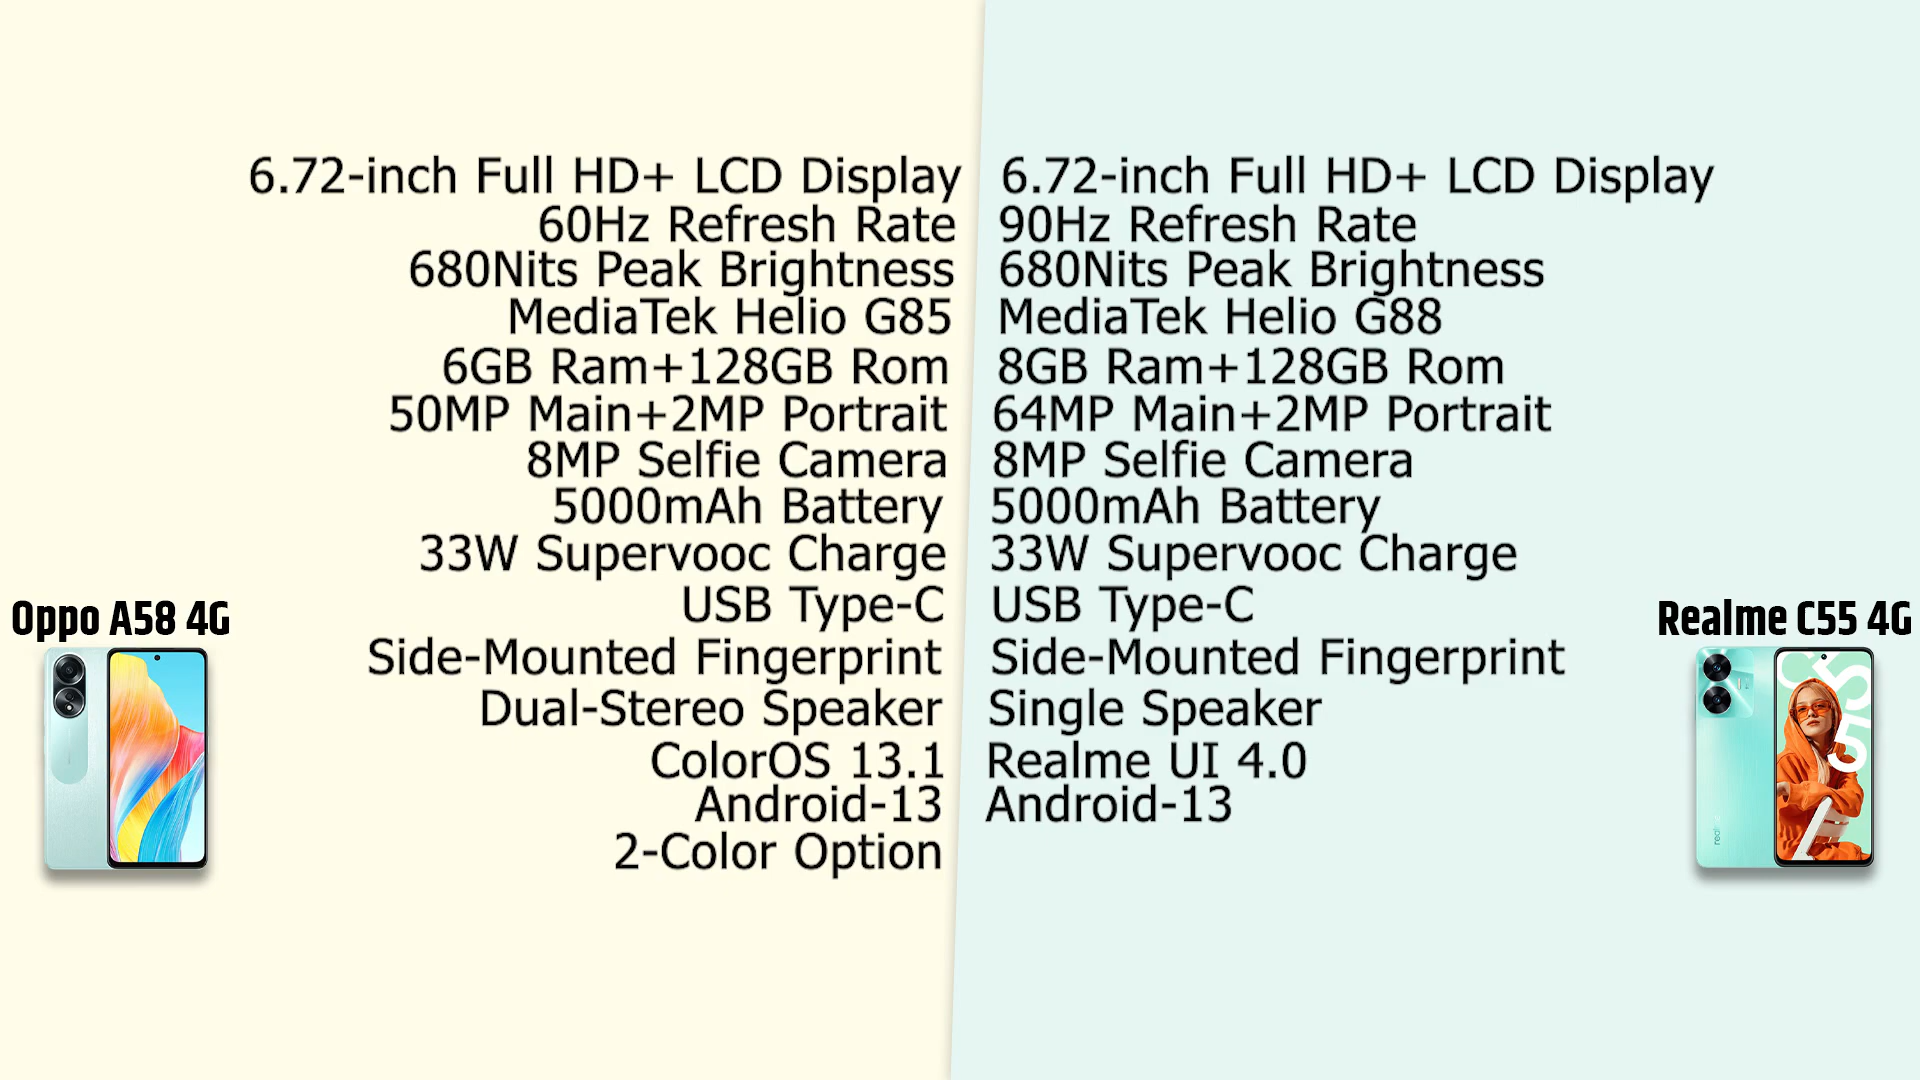 6.72-inch Full HD+ LCD Display
60Hz Refresh Rate
680Nits Peak Brightness
MediaTek Helio G85
6GB Ram+128GB Rom
50MP Main+2MP Portrait
8MP Selfie Camera
5000mAh Battery
33W Supervooc Charge
USB Type-C
Side-Mounted Fingerprint
Dual-Stereo Speaker
ColorOS 13.1
Android-13
2-Color Option
Oppo A58 4G
6.72-inch Full HD+ LCD Display
90Hz Refresh Rate
680Nits Peak Brightness
MediaTek Helio G88
8GB Ram+128GB Rom
64MP Main+2MP Portrait
8MP Selfie Camera
5000mAh Battery
33W Supervooc Charge
USB Type-C
Side-Mounted Fingerprint
Single Speaker
Realme UI 4.0
Android-13
Realme C55 4G
realme
C55